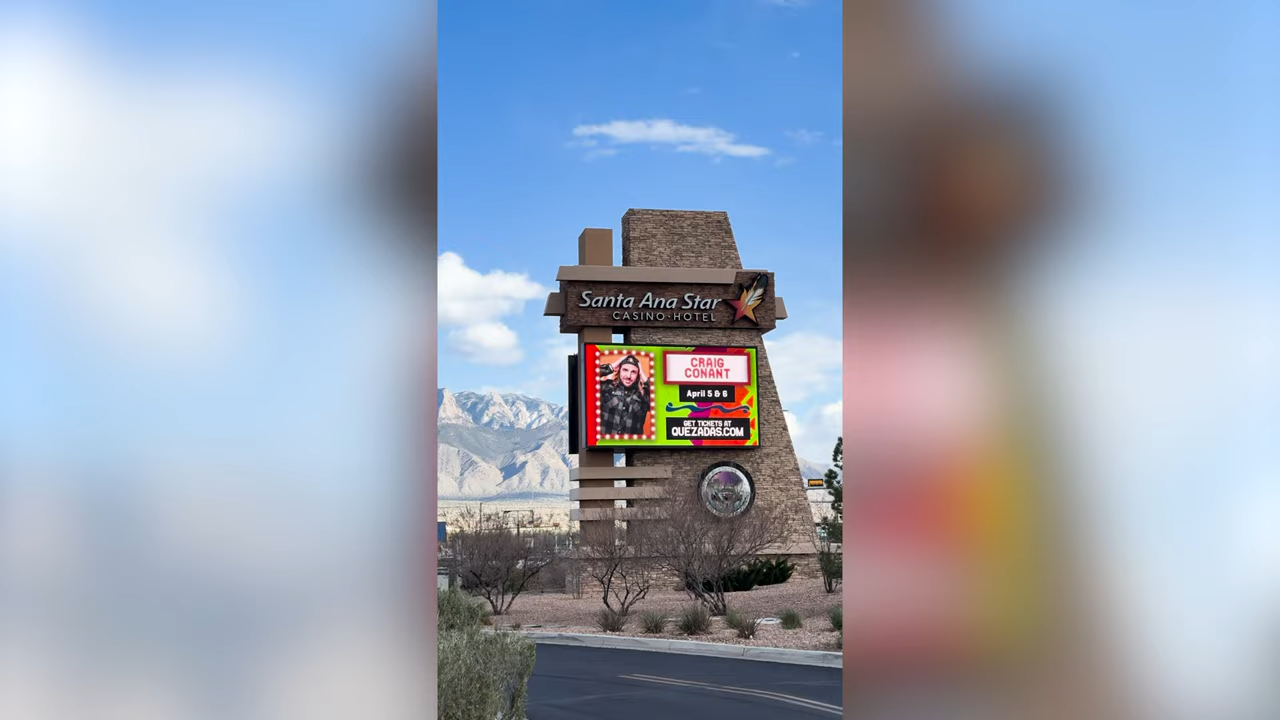 Santa Ana Star
CASINO·HOTEL
CRAIG
CONANT
April 5 & 6
GET TICKETS AT
QUEZADAS.COM